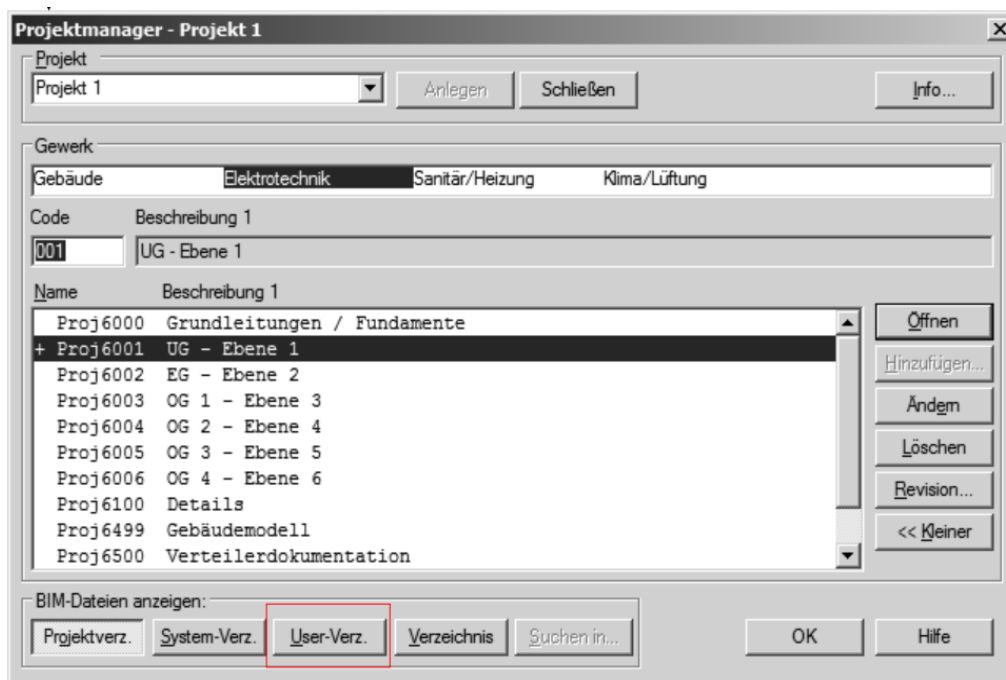 Projektmanager - Projekt 1
Projekt
Projekt 1
Anlegen
Schließen
Info...
Gewerk
Gebäude Elektrotechnik Sanitär/Heizung Klima/Lüftung
Code Beschreibung 1
001 UG - Ebene 1
Name Beschreibung 1
Proj6000 Grundleitungen / Fundamente
+ Proj6001 UG - Ebene 1
Proj6002 EG - Ebene 2
Proj6003 OG 1 - Ebene 3
Proj6004 OG 2 - Ebene 4
Proj6005 OG 3 - Ebene 5
Proj6006 OG 4 - Ebene 6
Proj6100 Details
Proj6499 Gebäudemodell
Proj6500 Verteilerdokumentation
Öffnen
Hinzufügen...
Ändern
Löschen
Revision...
<< Kleiner
BIM-Dateien anzeigen:
Projektverz. System-Verz. User-Verz. Verzeichnis Suchen in... OK Hilfe